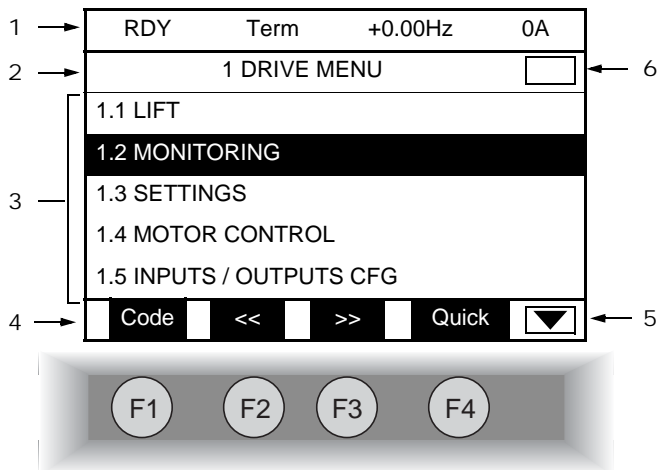 1 RDY Term +0.00Hz 0A
2 1 DRIVE MENU 6
1.1 LIFT
1.2 MONITORING
3 1.3 SETTINGS
1.4 MOTOR CONTROL
1.5 INPUTS / OUTPUTS CFG
4 Code << >> Quick 5
F1 F2 F3 F4